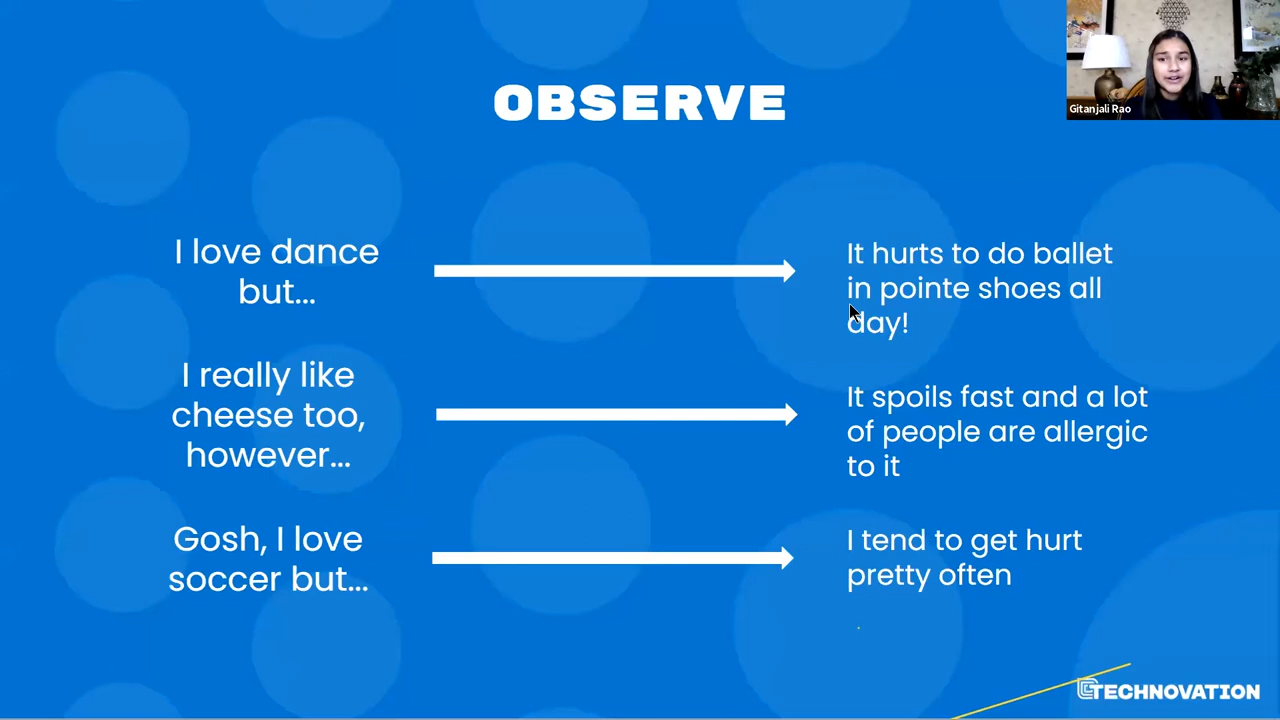 OBSERVE
Gitanjali Rao
I love dance
but...
It hurts to do ballet
in pointe shoes all
day!
I really like
cheese too,
however...
It spoils fast and a lot
of people are allergic
to it
Gosh, I love
soccer but...
I tend to get hurt
pretty often
TECHNOVATION